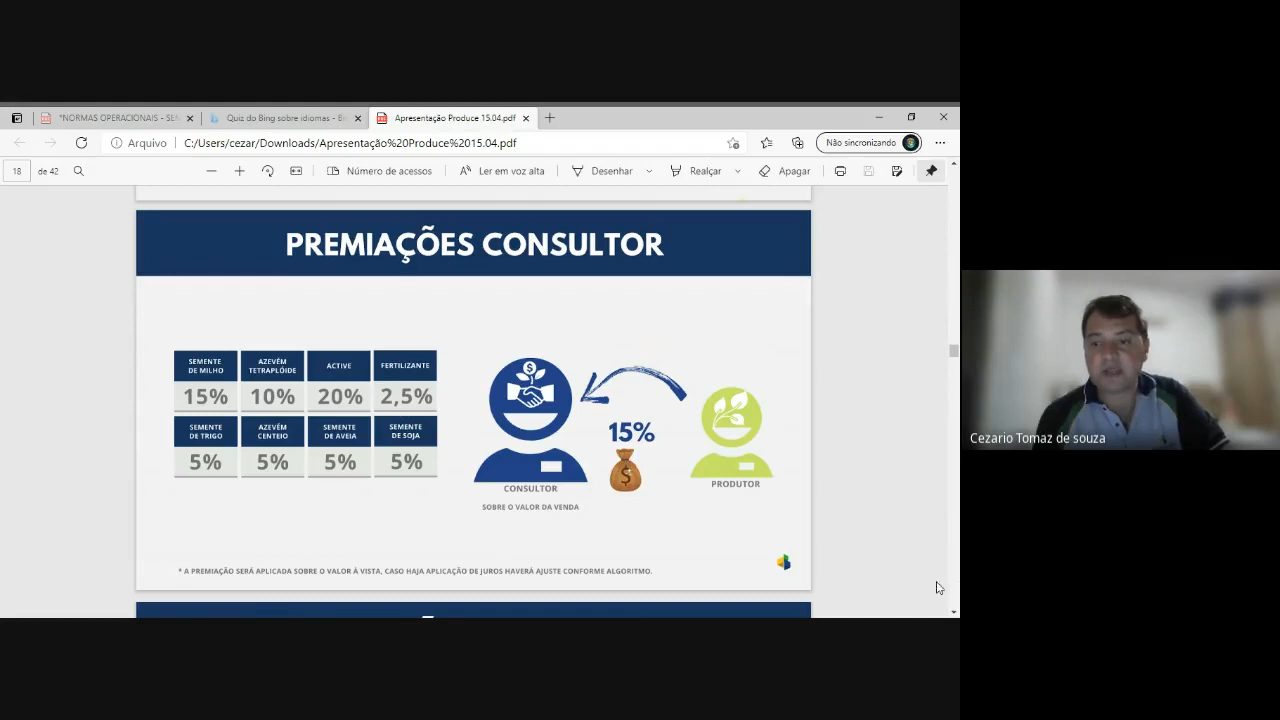 *NORMAS OPERACIONAIS - SEM
Quiz do Bing sobre idiomas - Bin
Apresentação Produce 15.04.pdf
Arquivo
C:/Users/cezar/Downloads/Apresentação%20Produce%2015.04.pdf
Não sincronizando
18
de 42
Número de acessos
Ler em voz alta
Desenhar
Realçar
Apagar
PREMIAÇÕES CONSULTOR
SEMENTE
DE MILHO
AZEVÉM
TETRAPLÓIDE
ACTIVE
FERTILIZANTE
15%
10%
20%
2,5%
SEMENTE
DE TRIGO
AZEVÉM
CENTEIO
SEMENTE
DE AVEIA
SEMENTE
DE SOJA
5%
5%
5%
5%
15%
CONSULTOR
SOBRE O VALOR DA VENDA
PRODUTOR
* A PREMIAÇÃO SERÁ APLICADA SOBRE O VALOR Á VISTA, CASO HAJA APLICAÇÃO DE JUROS HAVERÁ AJUSTE CONFORME ALGORITMO.
Cezario Tomaz de souza